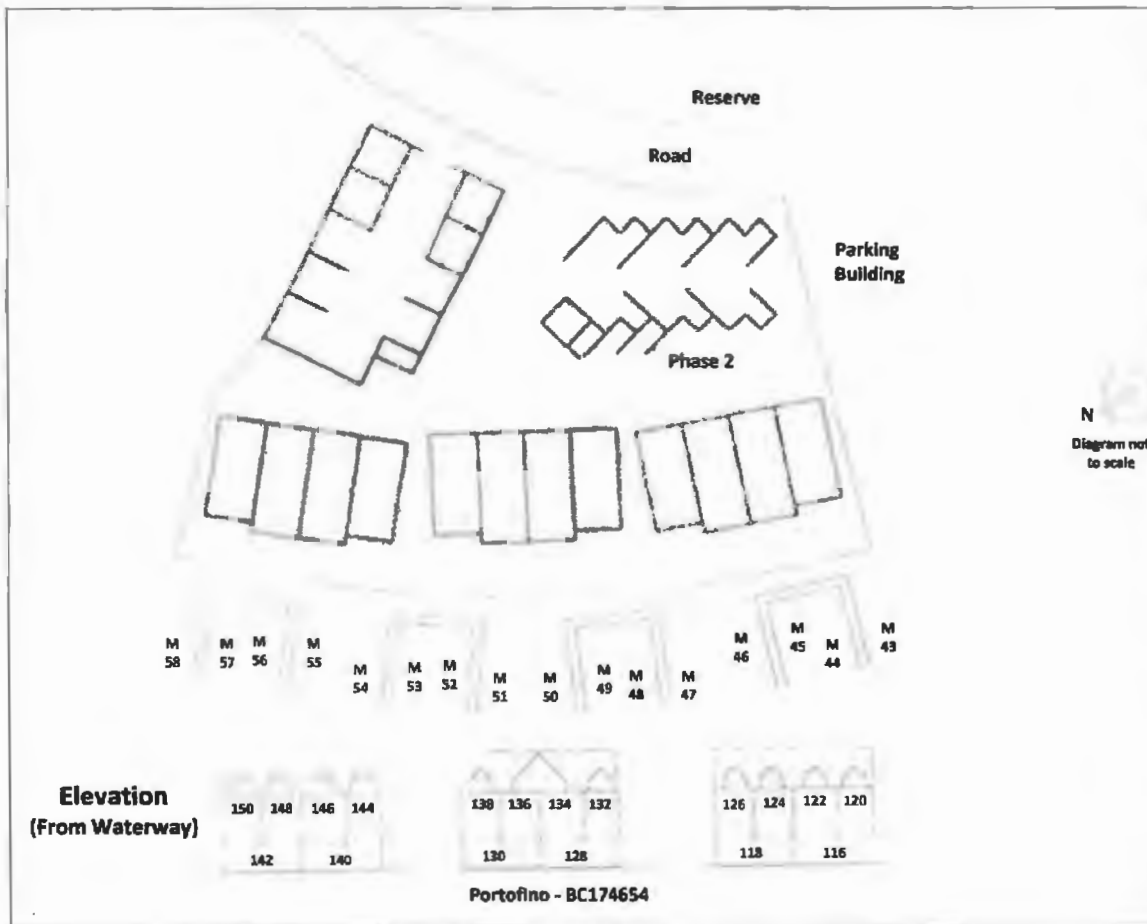 Reserve
Road
Parking
Building
Phase 2
N
Diagram not
to scale
M 58
M 57
M 56
M 55
M 54
M 53
M 52
M 51
M 50
M 49
M 48
M 47
M 46
M 45
M 44
M 43
Elevation
(From Waterway)
150 148 146 144
142 140
138 136 134 132
130 128
126 124 122 120
118 116
Portofino - BC174654